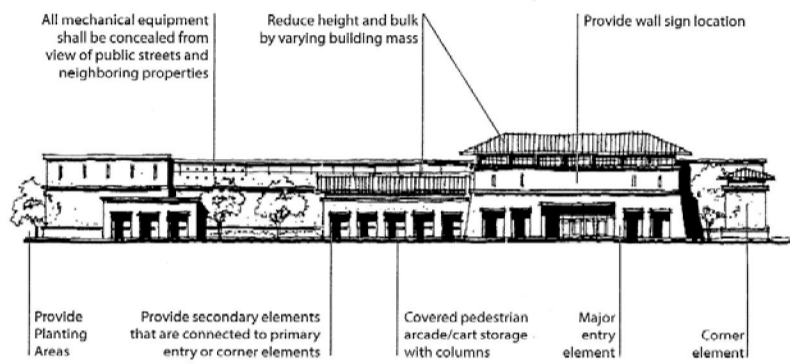 All mechanical equipment
shall be concealed from
view of public streets and
neighboring properties
Reduce height and bulk
by varying building mass
Provide wall sign location
Provide
Planting
Areas
Provide secondary elements
that are connected to primary
entry or corner elements
Covered pedestrian
arcade/cart storage
with columns
Major
entry
element
Corner
element